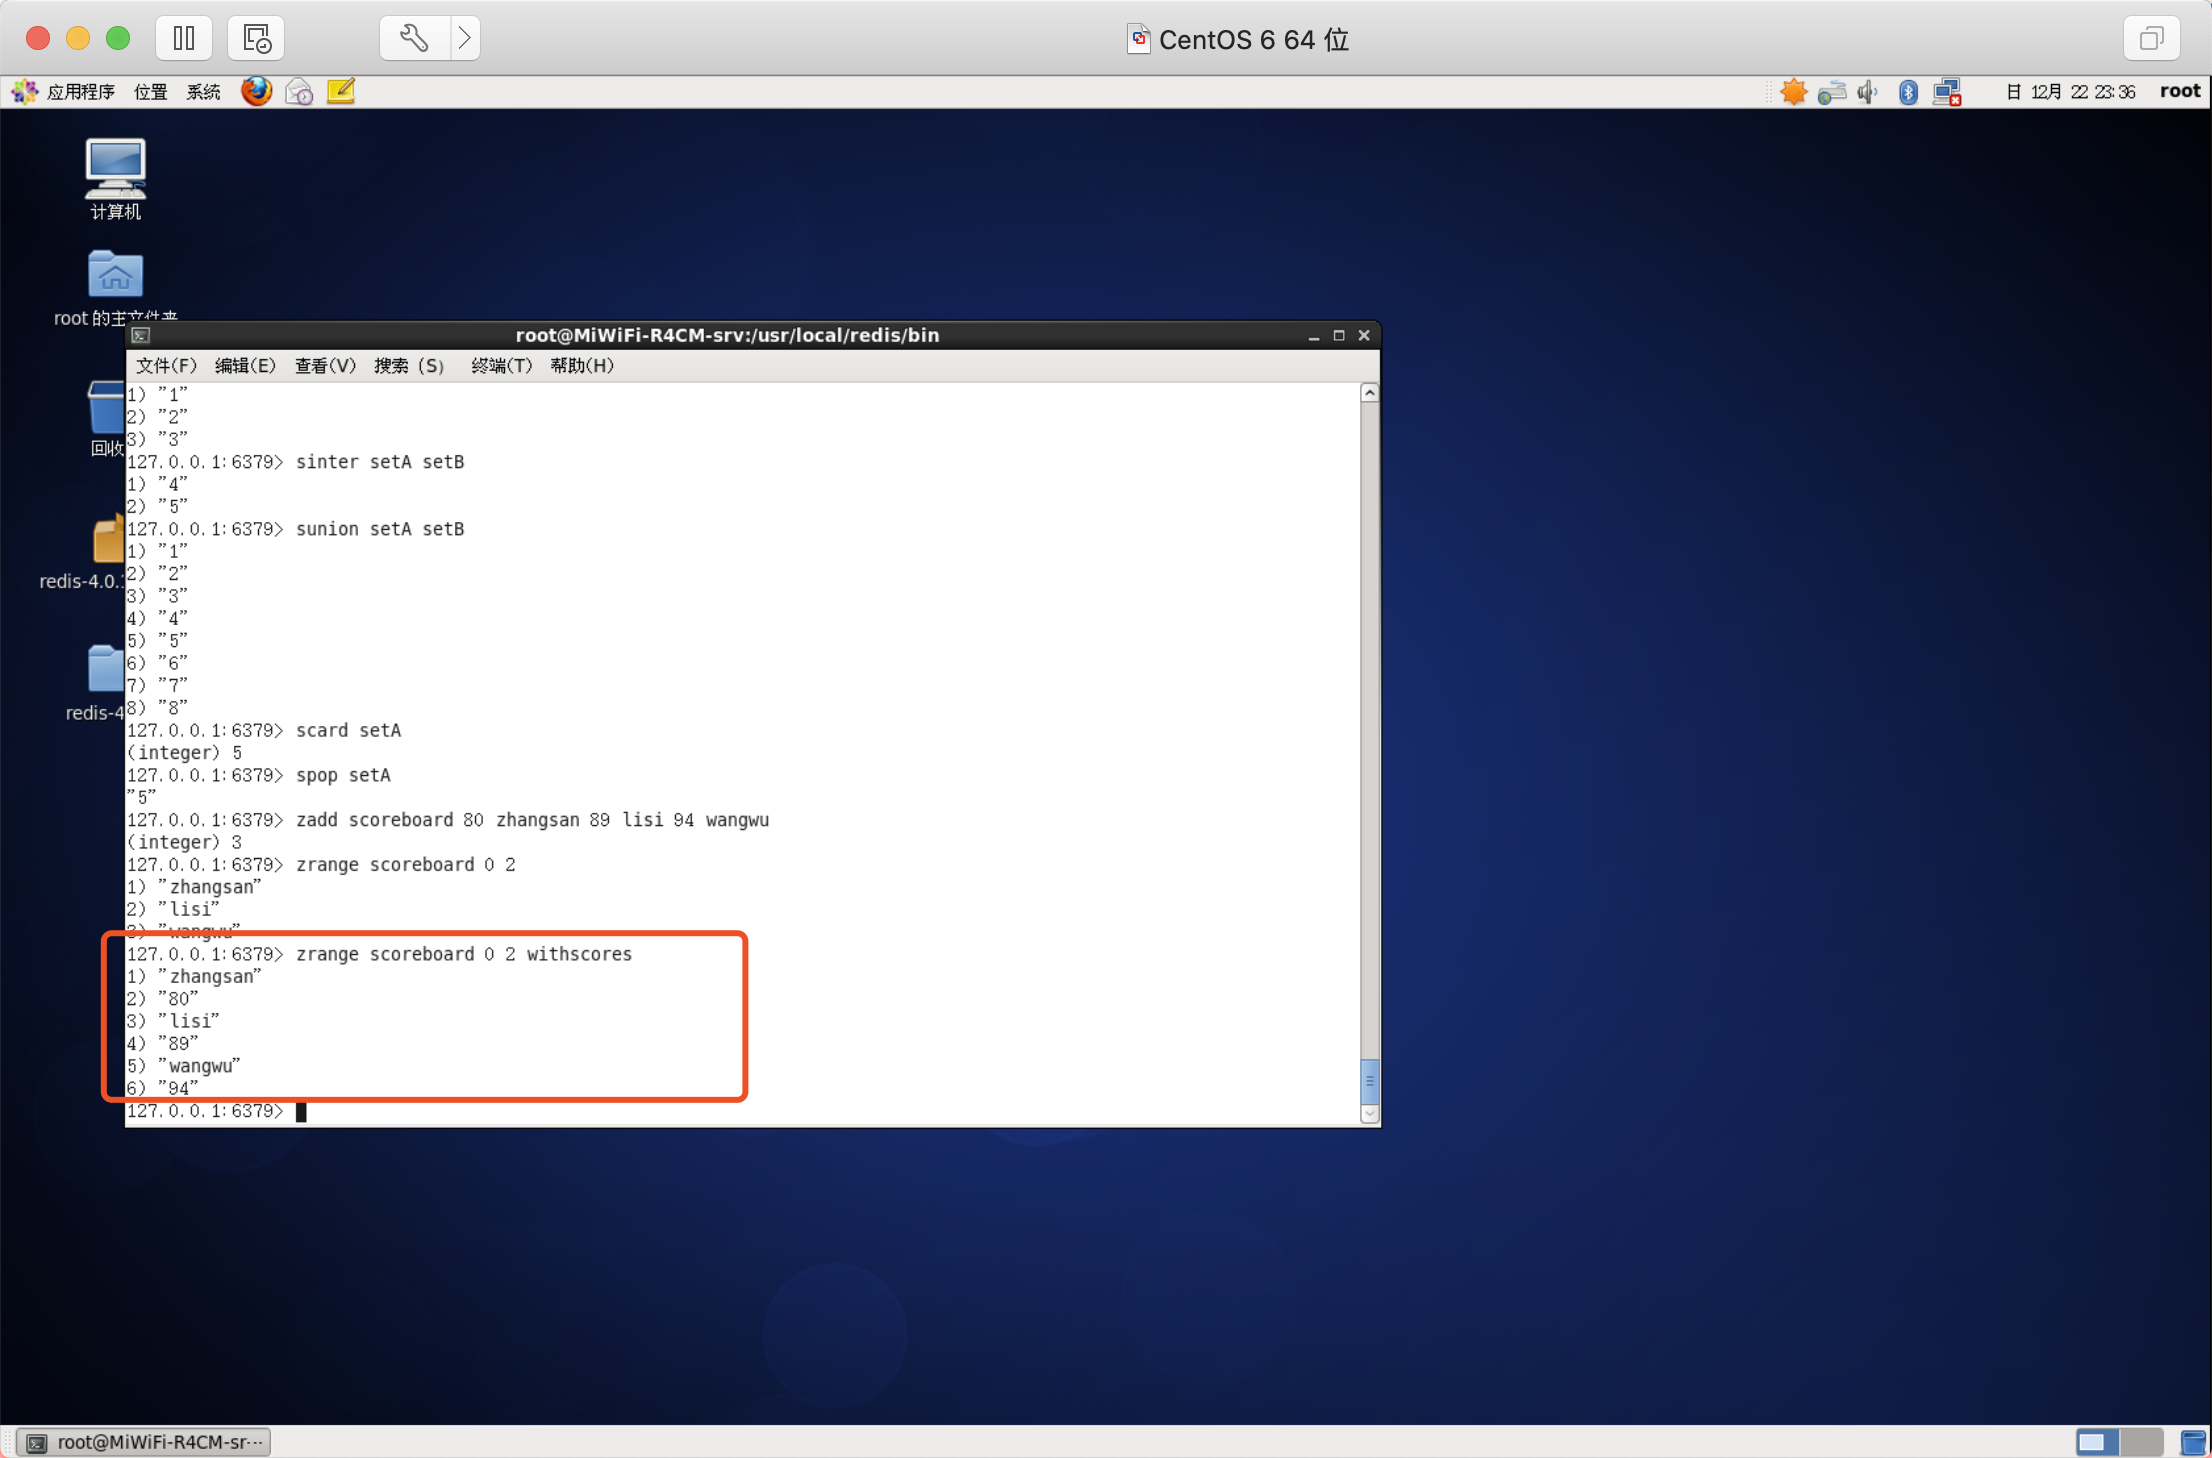 CentOS 6 64 位
应用程序 位置 系统 日 12月 22 23:36 root
计算机
root 的主文件夹
root@MiWiFi-R4CM-srv:/usr/local/redis/bin
文件(F) 编辑(E) 查看(V) 搜索 (S) 终端(T) 帮助(H)
1) "1"
2) "2"
3) "3"
127.0.0.1:6379> sinter setA setB
1) "4"
2) "5"
127.0.0.1:6379> sunion setA setB
1) "1"
2) "2"
3) "3"
4) "4"
5) "5"
6) "6"
7) "7"
8) "8"
127.0.0.1:6379> scard setA
(integer) 5
127.0.0.1:6379> spop setA
"5"
127.0.0.1:6379> zadd scoreboard 80 zhangsan 89 lisi 94 wangwu
(integer) 3
127.0.0.1:6379> zrange scoreboard 0 2
1) "zhangsan"
2) "lisi"
3) "wangwu"
127.0.0.1:6379> zrange scoreboard 0 2 withscores
1) "zhangsan"
2) "80"
3) "lisi"
4) "89"
5) "wangwu"
6) "94"
127.0.0.1:6379>
回收
redis-4.0.
redis-4
root@MiWiFi-R4CM-sr···